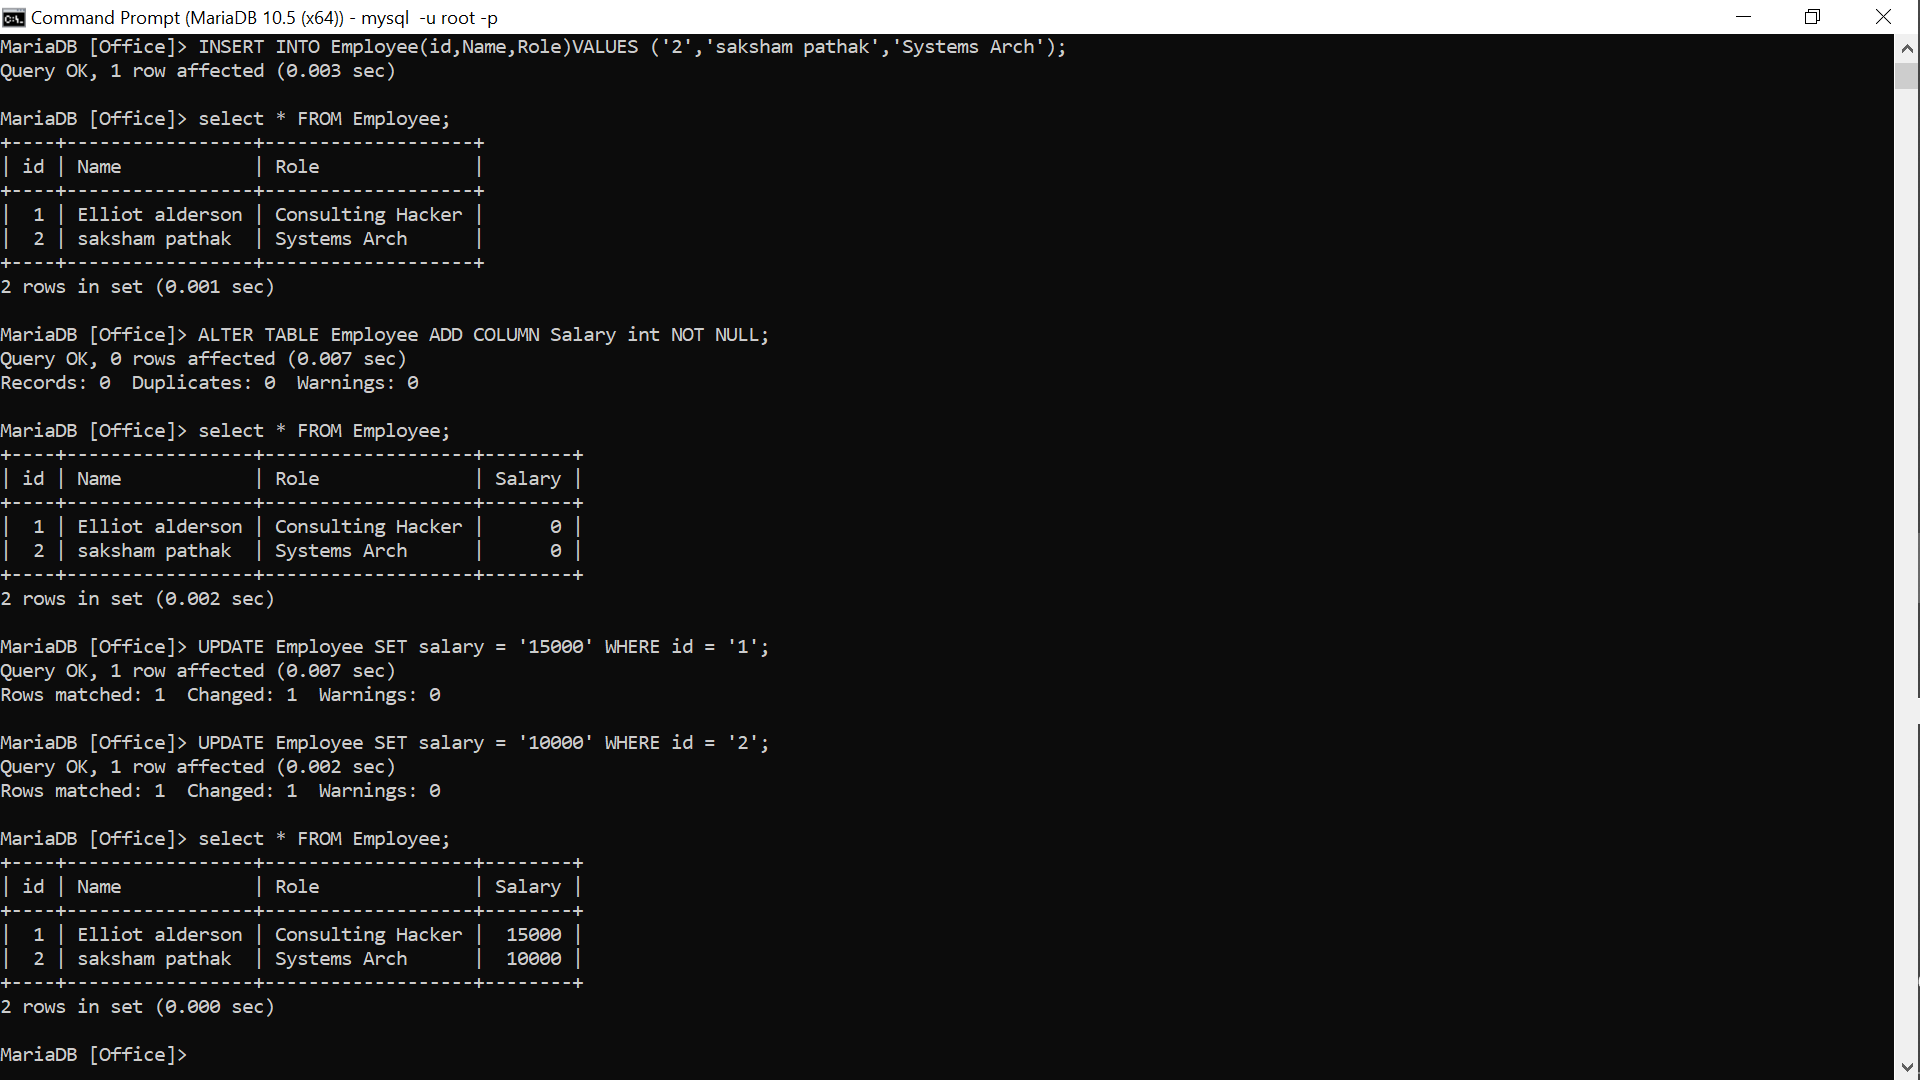 Command Prompt (MariaDB 10.5 (x64)) - mysql  -u root -p
MariaDB [Office]> INSERT INTO Employee(id,Name,Role)VALUES ('2','saksham pathak','Systems Arch');
Query OK, 1 row affected (0.003 sec)

MariaDB [Office]> select * FROM Employee;
+----+-----------------+-------------------+
| id | Name            | Role              |
+----+-----------------+-------------------+
|  1 | Elliot alderson | Consulting Hacker |
|  2 | saksham pathak  | Systems Arch      |
+----+-----------------+-------------------+
2 rows in set (0.001 sec)

MariaDB [Office]> ALTER TABLE Employee ADD COLUMN Salary int NOT NULL;
Query OK, 0 rows affected (0.007 sec)
Records: 0  Duplicates: 0  Warnings: 0

MariaDB [Office]> select * FROM Employee;
+----+-----------------+-------------------+--------+
| id | Name            | Role              | Salary |
+----+-----------------+-------------------+--------+
|  1 | Elliot alderson | Consulting Hacker |      0 |
|  2 | saksham pathak  | Systems Arch      |      0 |
+----+-----------------+-------------------+--------+
2 rows in set (0.002 sec)

MariaDB [Office]> UPDATE Employee SET salary = '15000' WHERE id = '1';
Query OK, 1 row affected (0.007 sec)
Rows matched: 1  Changed: 1  Warnings: 0

MariaDB [Office]> UPDATE Employee SET salary = '10000' WHERE id = '2';
Query OK, 1 row affected (0.002 sec)
Rows matched: 1  Changed: 1  Warnings: 0

MariaDB [Office]> select * FROM Employee;
+----+-----------------+-------------------+--------+
| id | Name            | Role              | Salary |
+----+-----------------+-------------------+--------+
|  1 | Elliot alderson | Consulting Hacker |  15000 |
|  2 | saksham pathak  | Systems Arch      |  10000 |
+----+-----------------+-------------------+--------+
2 rows in set (0.000 sec)

MariaDB [Office]>